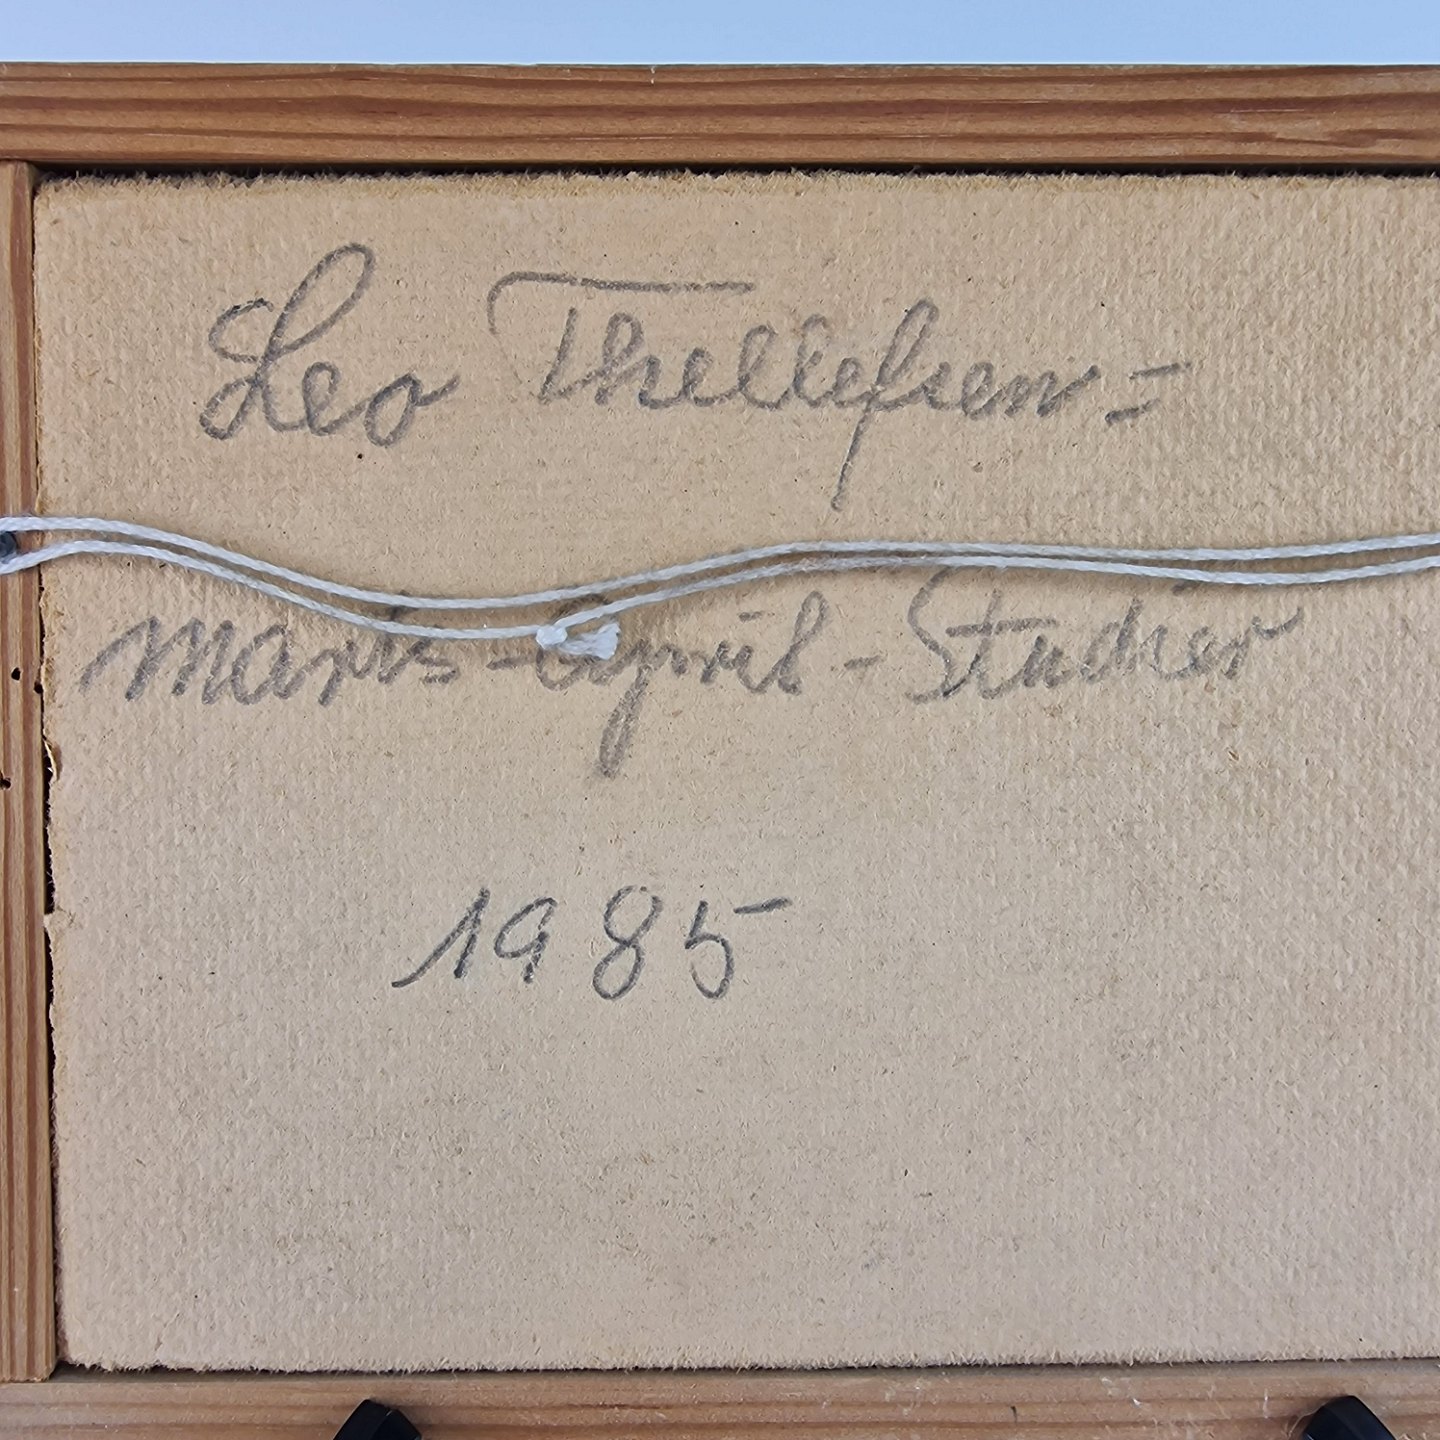 Leo Thellefsen =
Marts - April - Studier
1985